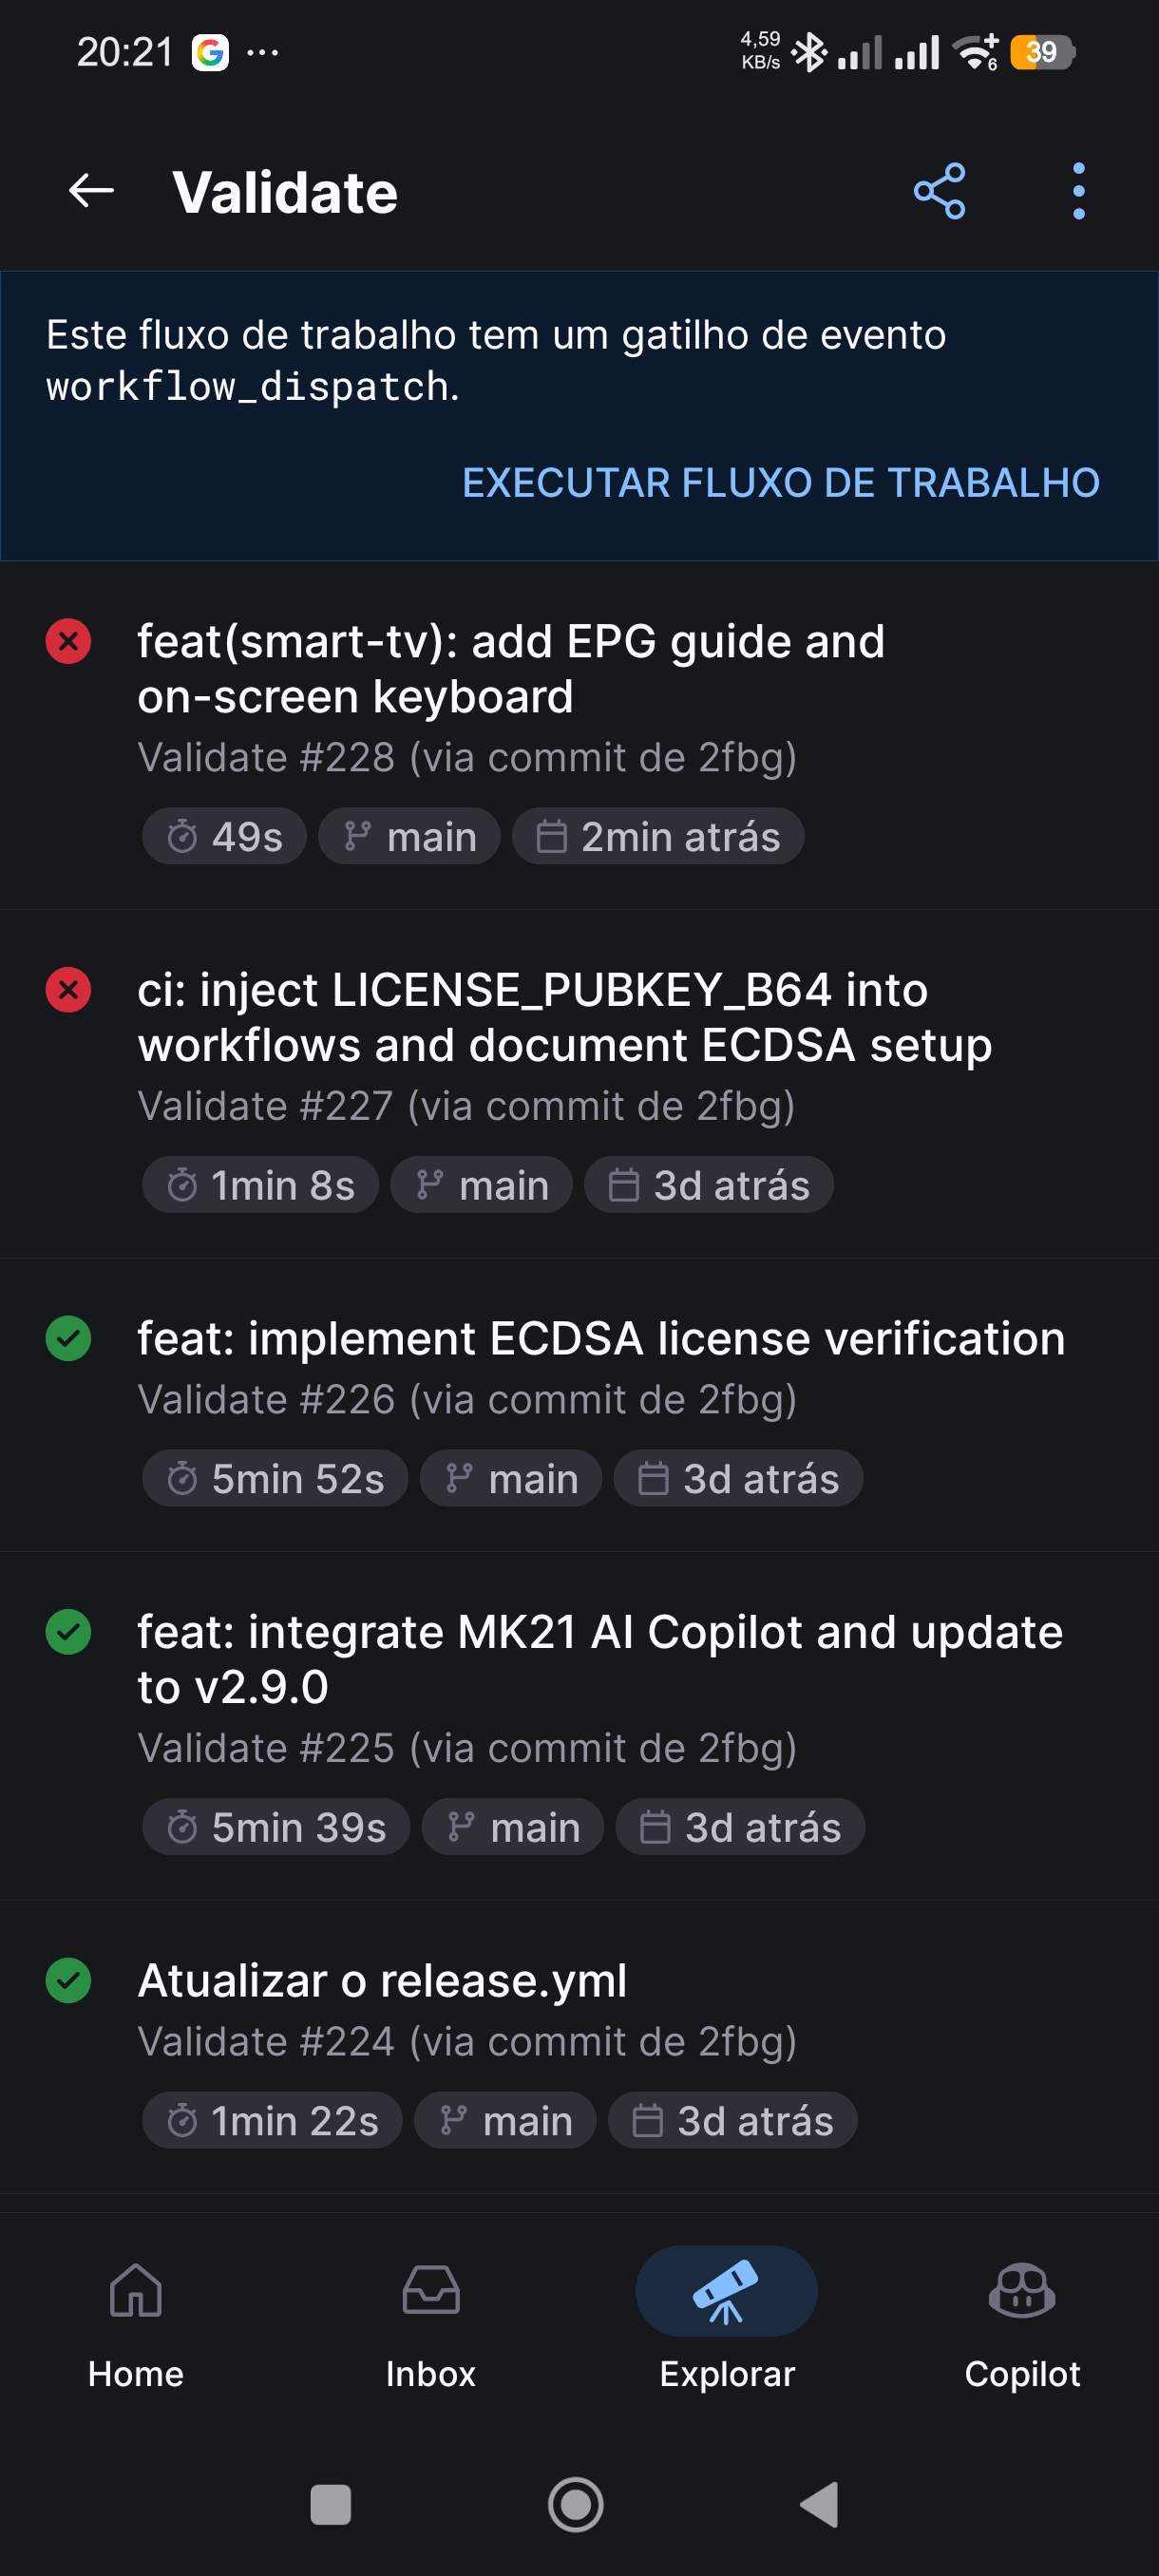 20:21
4,59
KB/s
6
39
Validate
Este fluxo de trabalho tem um gatilho de evento
workflow_dispatch.
EXECUTAR FLUXO DE TRABALHO
feat(smart-tv): add EPG guide and
on-screen keyboard
Validate #228 (via commit de 2fbg)
49s main 2min atrás
ci: inject LICENSE_PUBKEY_B64 into
workflows and document ECDSA setup
Validate #227 (via commit de 2fbg)
1min 8s main 3d atrás
feat: implement ECDSA license verification
Validate #226 (via commit de 2fbg)
5min 52s main 3d atrás
feat: integrate MK21 AI Copilot and update
to v2.9.0
Validate #225 (via commit de 2fbg)
5min 39s main 3d atrás
Atualizar o release.yml
Validate #224 (via commit de 2fbg)
1min 22s main 3d atrás
Home Inbox Explorar Copilot